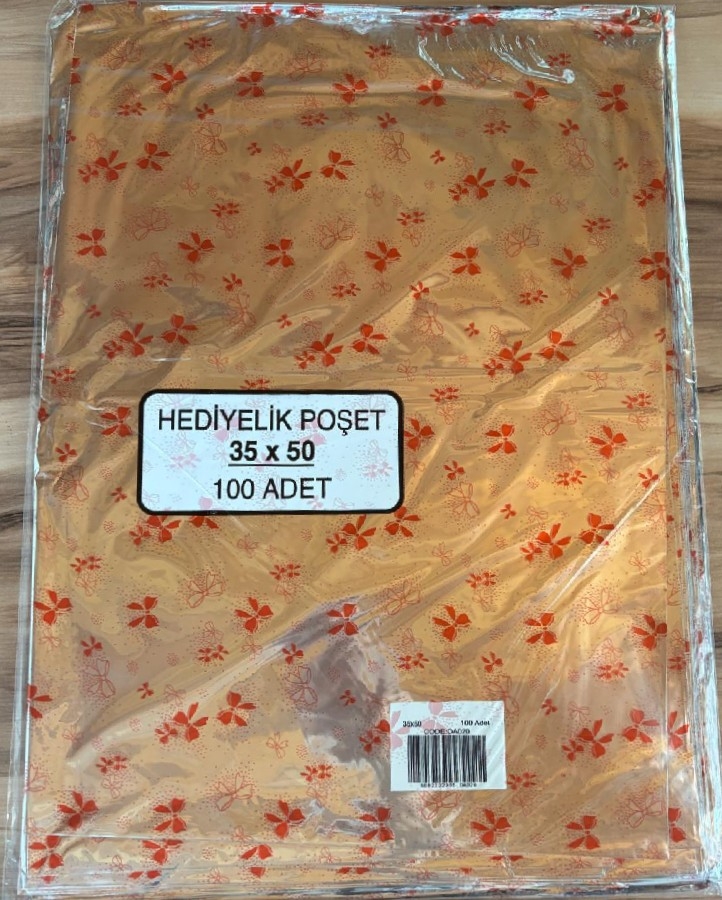 HEDİYELİK POŞET
35 x 50
100 ADET
35x50 100 Adet